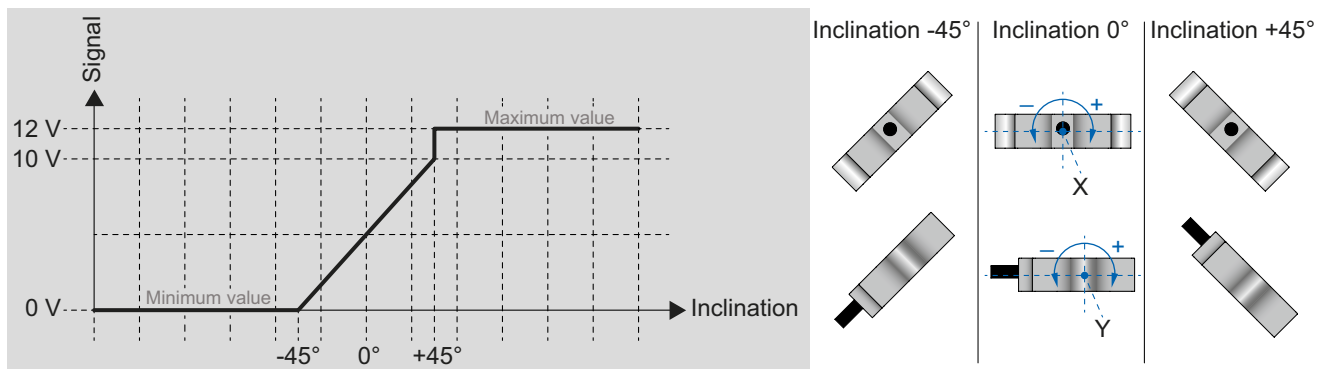 Signal
12 V
10 V
0 V
Maximum value
Minimum value
Inclination
-45°
0°
+45°
Inclination -45°
Inclination 0°
Inclination +45°
− +
X
− +
Y